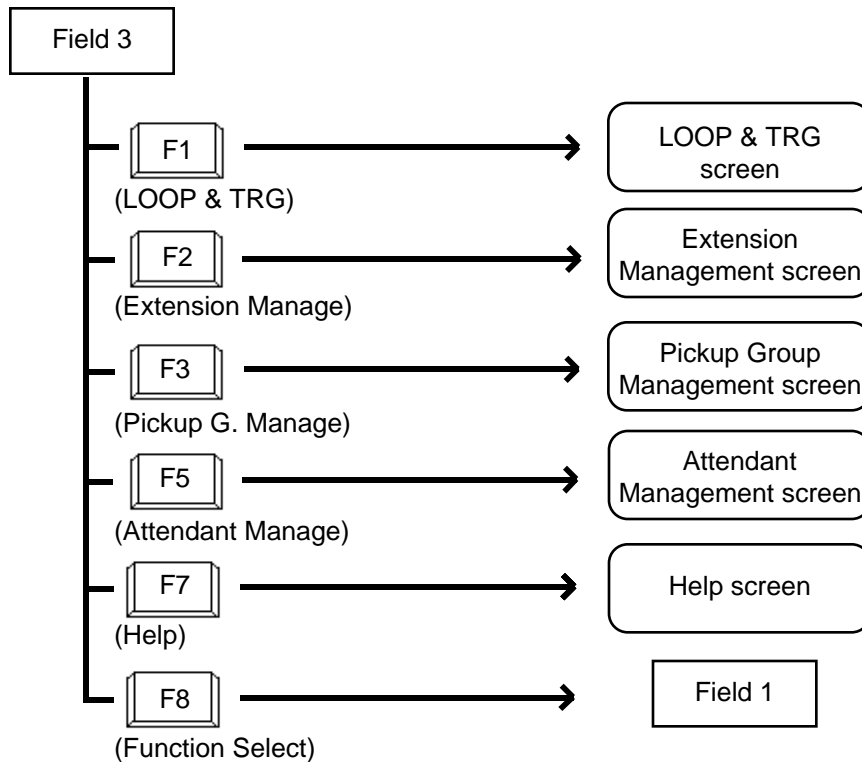 Field 3
F1
(LOOP & TRG)
LOOP & TRG
screen
F2
(Extension Manage)
Extension
Management screen
F3
(Pickup G. Manage)
Pickup Group
Management screen
F5
(Attendant Manage)
Attendant
Management screen
F7
(Help)
Help screen
F8
(Function Select)
Field 1